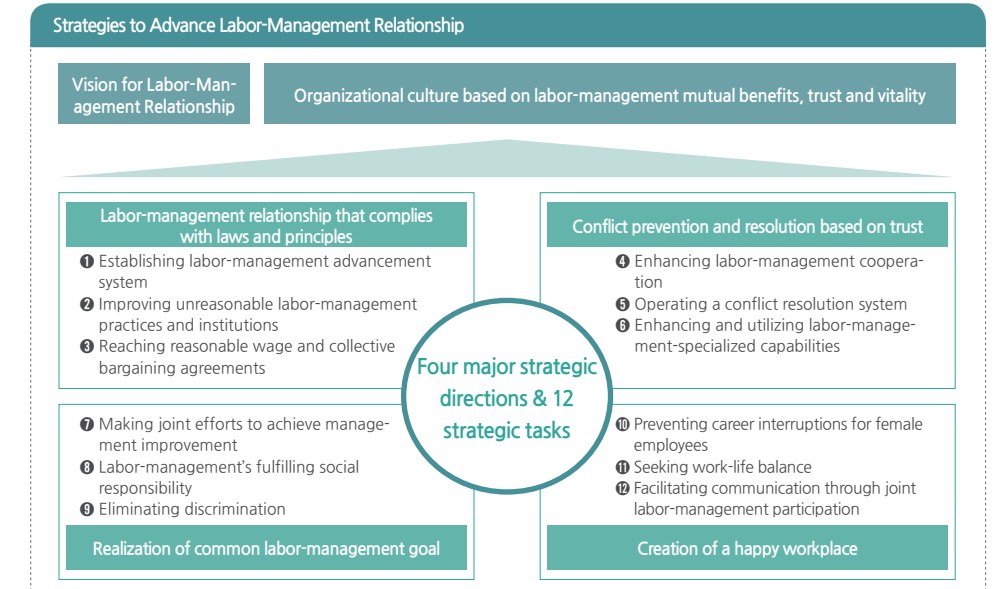 Strategies to Advance Labor-Management Relationship
Vision for Labor-Man-
agement Relationship
Organizational culture based on labor-management mutual benefits, trust and vitality
Labor-management relationship that complies
with laws and principles
❶ Establishing labor-management advancement
system
❷ Improving unreasonable labor-management
practices and institutions
❸ Reaching reasonable wage and collective
bargaining agreements
Conflict prevention and resolution based on trust
❹ Enhancing labor-management coopera-
tion
❺ Operating a conflict resolution system
❻ Enhancing and utilizing labor-manage-
ment-specialized capabilities
Four major strategic
directions & 12
strategic tasks
❼ Making joint efforts to achieve manage-
ment improvement
❽ Labor-management's fulfilling social
responsibility
❾ Eliminating discrimination
Realization of common labor-management goal
❿ Preventing career interruptions for female
employees
⓫ Seeking work-life balance
⓬ Facilitating communication through joint
labor-management participation
Creation of a happy workplace